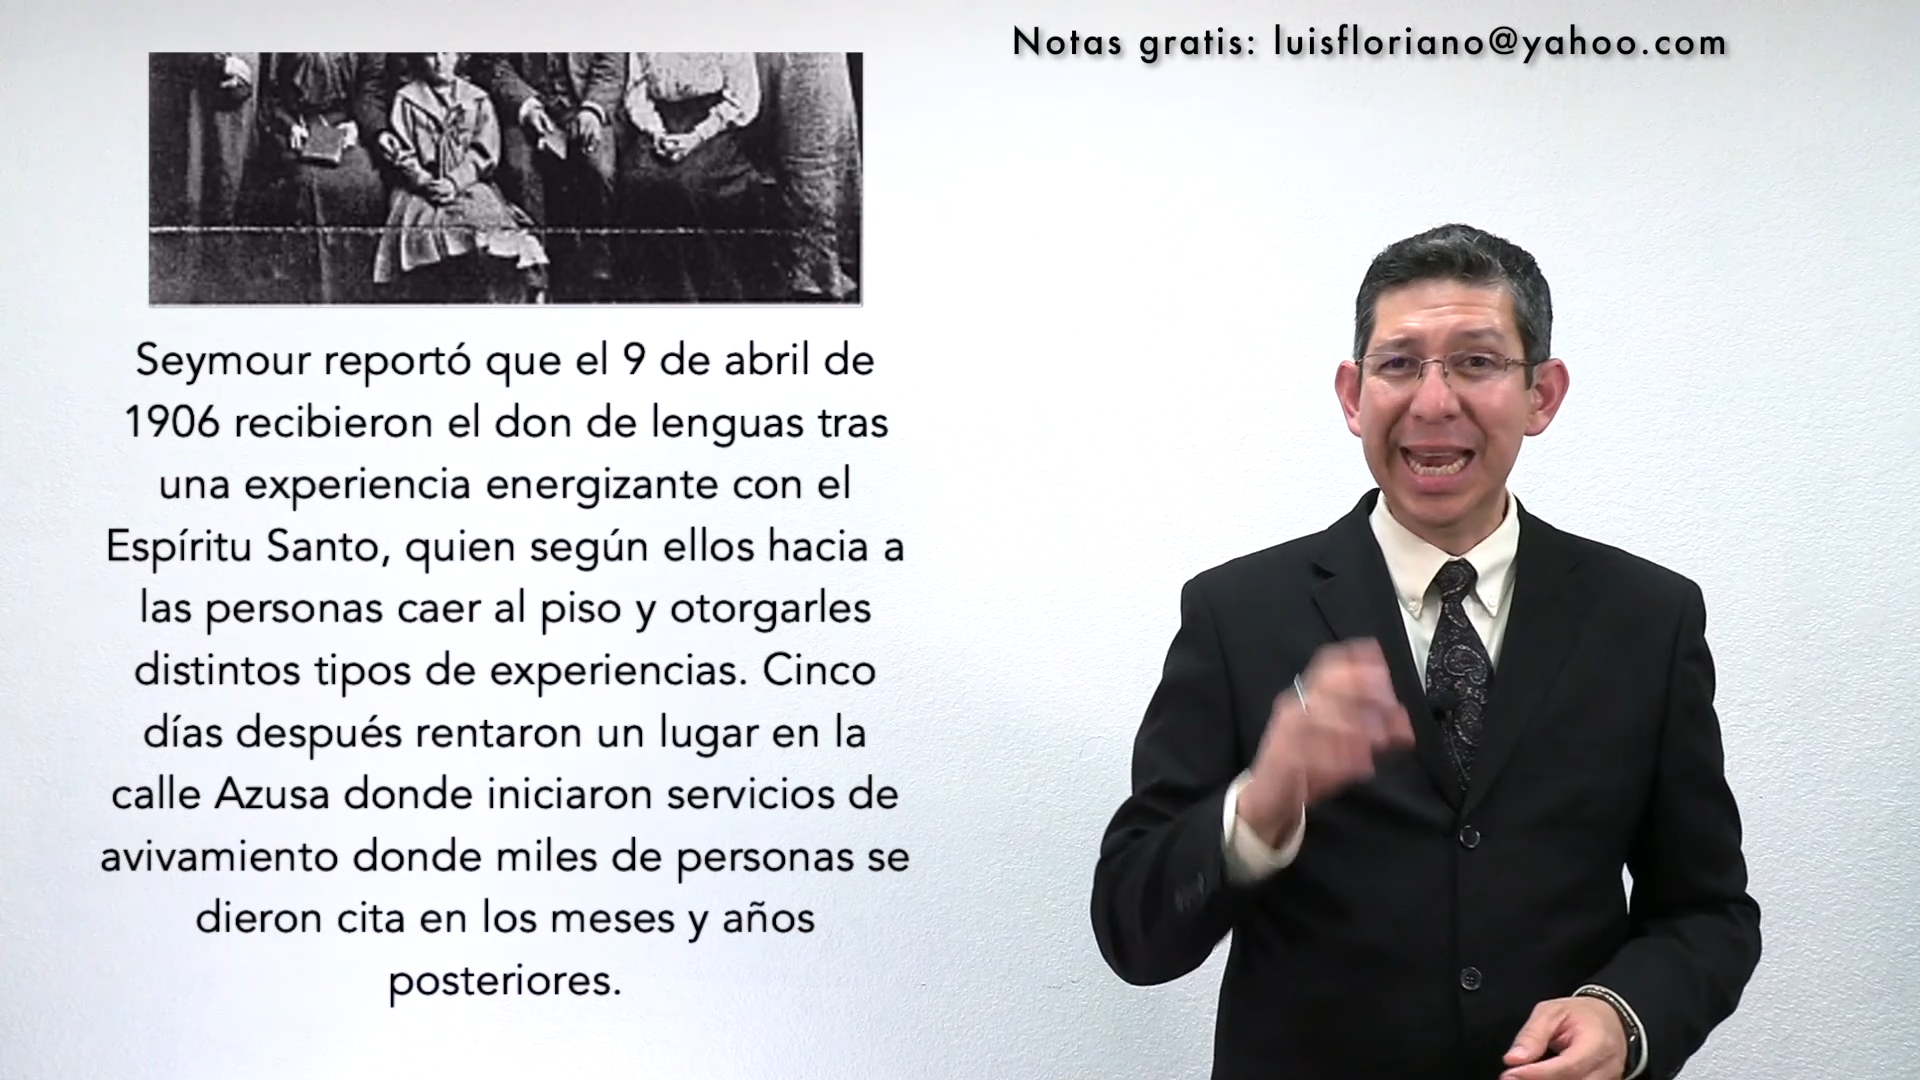 Notas gratis: luisfloriano@yahoo.com
Seymour reportó que el 9 de abril de
1906 recibieron el don de lenguas tras
una experiencia energizante con el
Espíritu Santo, quien según ellos hacia a
las personas caer al piso y otorgarles
distintos tipos de experiencias. Cinco
días después rentaron un lugar en la
calle Azusa donde iniciaron servicios de
avivamiento donde miles de personas se
dieron cita en los meses y años
posteriores.